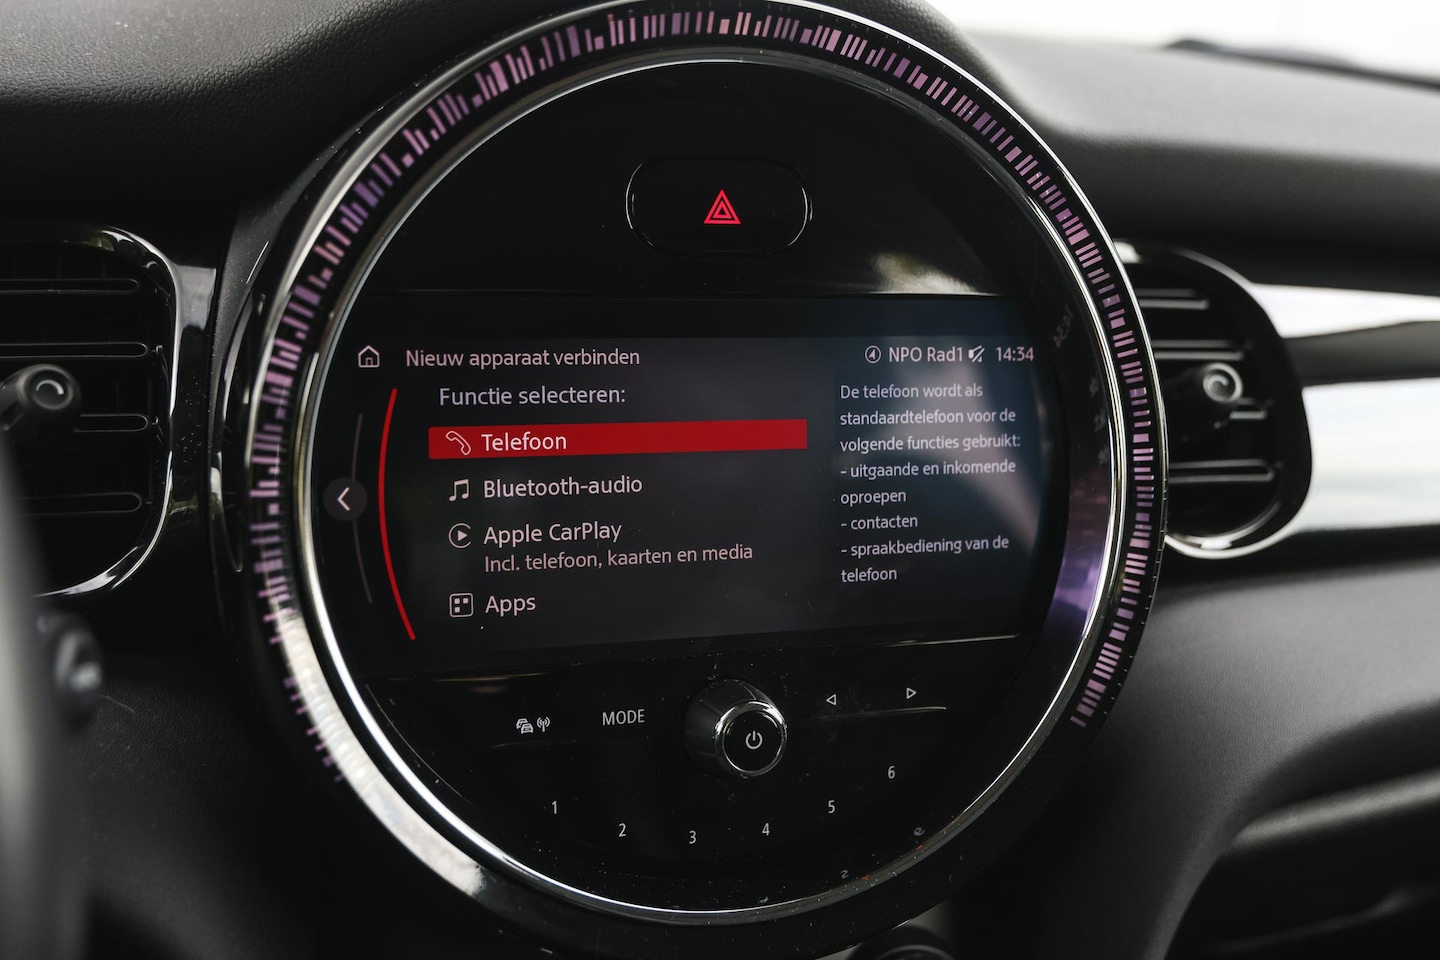 Nieuw apparaat verbinden
NPO Rad1 14:34
Functie selecteren:
Telefoon
Bluetooth-audio
Apple CarPlay
Incl. telefoon, kaarten en media
Apps
De telefoon wordt als
standaardtelefoon voor de
volgende functies gebruikt:
- uitgaande en inkomende
oproepen
- contacten
- spraakbediening van de
telefoon
MODE
1
2
3
4
5
6